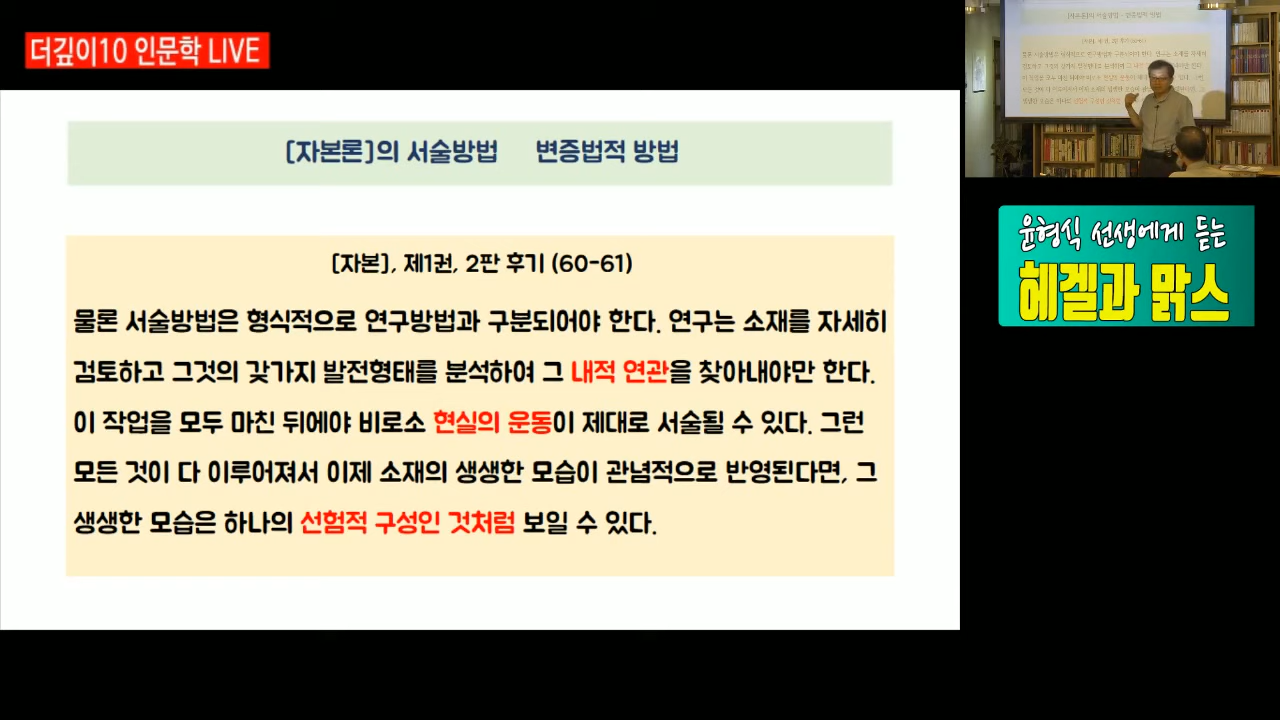 더깊이10 인문학 LIVE
[자본론]의 서술방법 변증법적 방법
[자본], 제1권, 2판 후기 (60-61)
물론 서술방법은 형식적으로 연구방법과 구분되어야 한다. 연구는 소재를 자세히
검토하고 그것의 갖가지 발전형태를 분석하여 그 내적 연관을 찾아내야만 한다.
이 작업을 모두 마친 뒤에야 비로소 현실의 운동이 제대로 서술될 수 있다. 그런
모든 것이 다 이루어져서 이제 소재의 생생한 모습이 관념적으로 반영된다면, 그
생생한 모습은 하나의 선험적 구성인 것처럼 보일 수 있다.
윤형식 선생에게 듣는
헤겔과 맑스